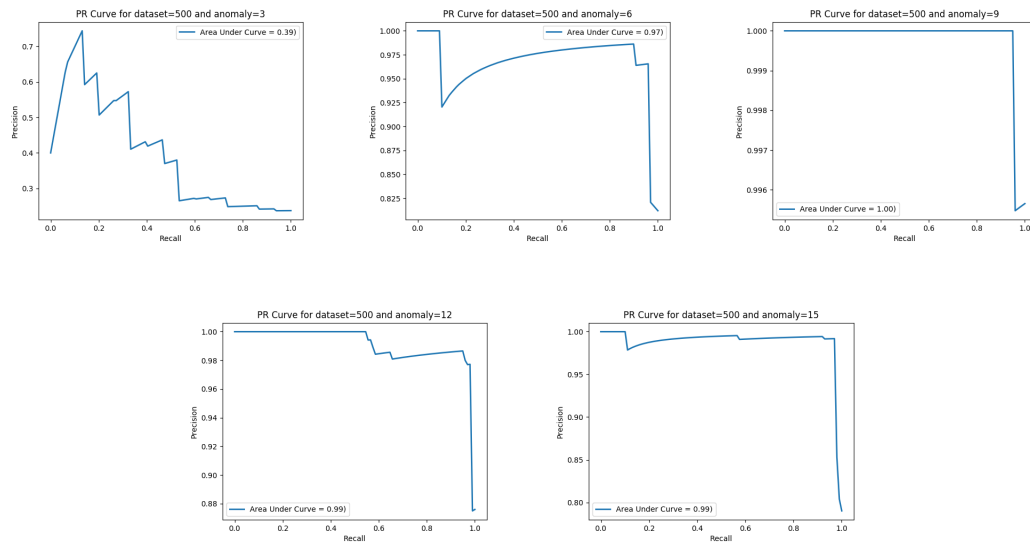 PR Curve for dataset=500 and anomaly=3
Area Under Curve = 0.39)
Precision
0.7
0.6
0.5
0.4
0.3
0.0 0.2 0.4 0.6 0.8 1.0
Recall
PR Curve for dataset=500 and anomaly=6
Area Under Curve = 0.97)
Precision
1.000
0.975
0.950
0.925
0.900
0.875
0.850
0.825
0.0 0.2 0.4 0.6 0.8 1.0
Recall
PR Curve for dataset=500 and anomaly=9
Precision
1.000
0.999
0.998
0.997
0.996
Area Under Curve = 1.00)
0.0 0.2 0.4 0.6 0.8 1.0
Recall
PR Curve for dataset=500 and anomaly=12
Precision
1.00
0.98
0.96
0.94
0.92
0.90
0.88
Area Under Curve = 0.99)
0.0 0.2 0.4 0.6 0.8 1.0
Recall
PR Curve for dataset=500 and anomaly=15
Precision
1.00
0.95
0.90
0.85
0.80
Area Under Curve = 0.99)
0.0 0.2 0.4 0.6 0.8 1.0
Recall